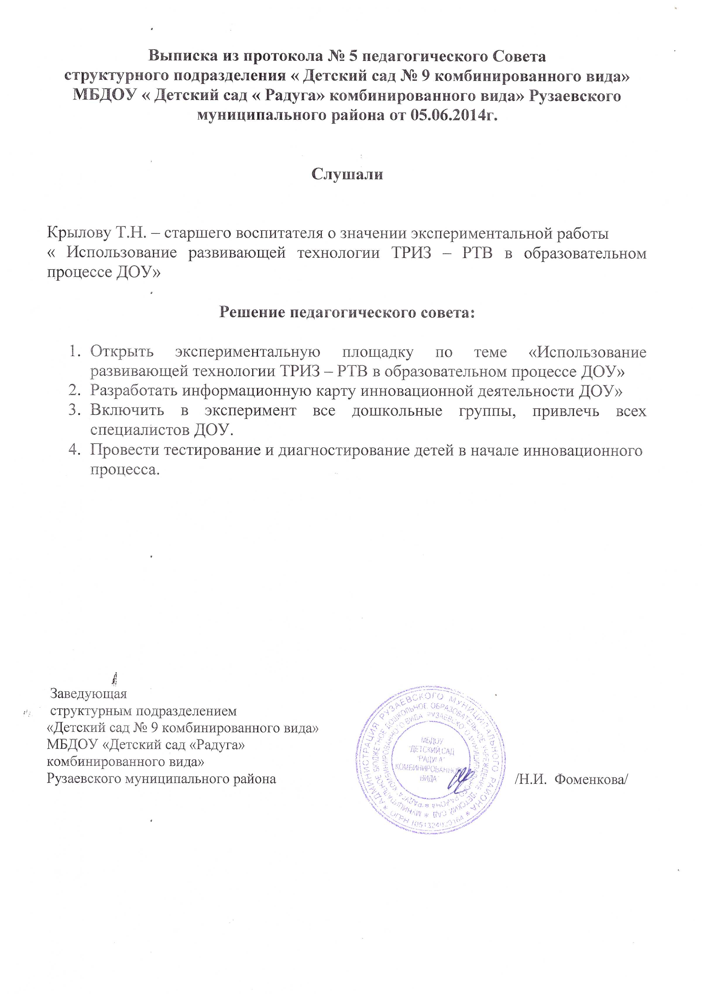 Выписка из протокола № 5 педагогического Совета
структурного подразделения « Детский сад № 9 комбинированного вида»
МБДОУ « Детский сад « Радуга» комбинированного вида» Рузаевского
муниципального района от 05.06.2014г.
Слушали
Крылову Т.Н. – старшего воспитателя о значении экспериментальной работы
« Использование развивающей технологии ТРИЗ – РТВ в образовательном
процессе ДОУ»
Решение педагогического совета:
1. Открыть экспериментальную площадку по теме «Использование
развивающей технологии ТРИЗ – РТВ в образовательном процессе ДОУ»
2. Разработать информационную карту инновационной деятельности ДОУ»
3. Включить в эксперимент все дошкольные группы, привлечь всех
специалистов ДОУ.
4. Провести тестирование и диагностирование детей в начале инновационного
процесса.
Заведующая
структурным подразделением
«Детский сад № 9 комбинированного вида»
МБДОУ «Детский сад «Радуга»
комбинированного вида»
Рузаевского муниципального района
/Н.И. Фоменкова/
* АДМИНИСТРАЦИЯ РУЗАЕВСКОГО МУНИЦИПАЛЬНОГО РАЙОНА *
ОГРН
* МУНИЦИПАЛЬНОЕ БЮДЖЕТНОЕ ДОШКОЛЬНОЕ ОБРАЗОВАТЕЛЬНОЕ УЧРЕЖДЕНИЕ "ДЕТСКИЙ САД
* "РАДУГА" КОМБИНИРОВАННОГО ВИДА" РУЗАЕВСКОГО МУНИЦИПАЛЬНОГО РАЙОНА
МБДОУ
"ДЕТСКИЙ САД
"РАДУГА"
КОМБИНИРОВАННОГО
ВИДА"